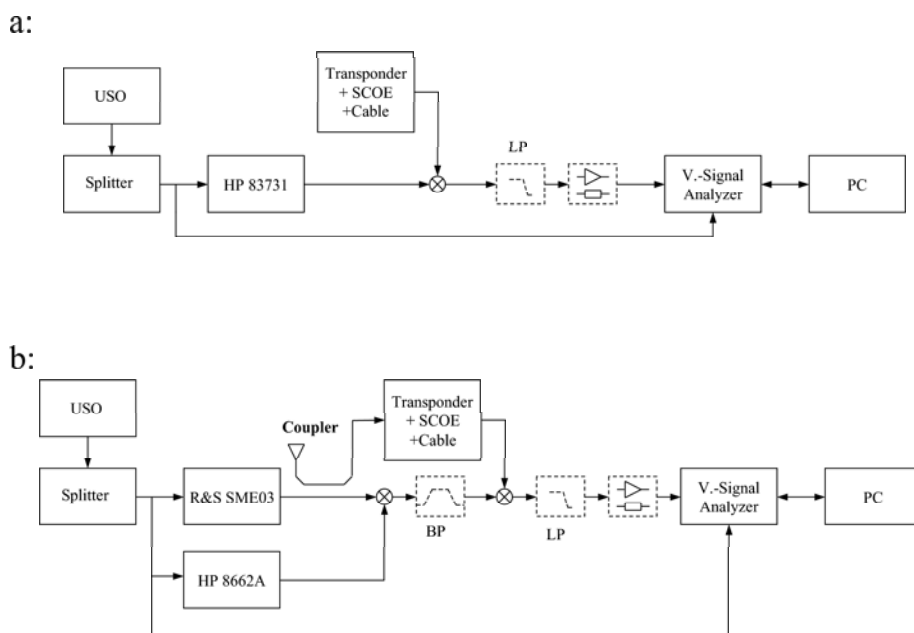 a:
USO
Transponder
+ SCOE
+Cable
Splitter
HP 83731
LP
V.-Signal
Analyzer
PC
b:
USO
Coupler
Transponder
+ SCOE
+Cable
Splitter
R&S SME03
BP
LP
V.-Signal
Analyzer
PC
HP 8662A